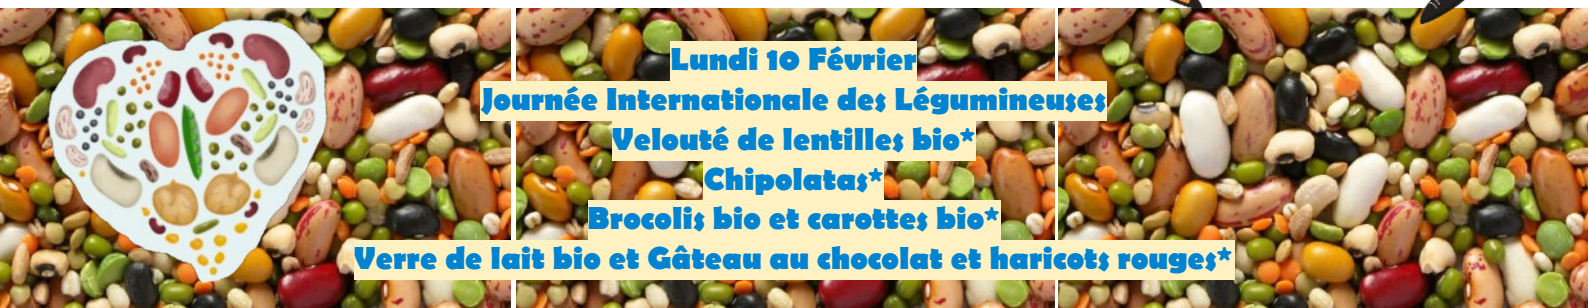 Lundi 10 Février
Journée Internationale des Légumineuses
Velouté de lentilles bio*
Chipolatas*
Brocolis bio et carottes bio*
Verre de lait bio et Gâteau au chocolat et haricots rouges*